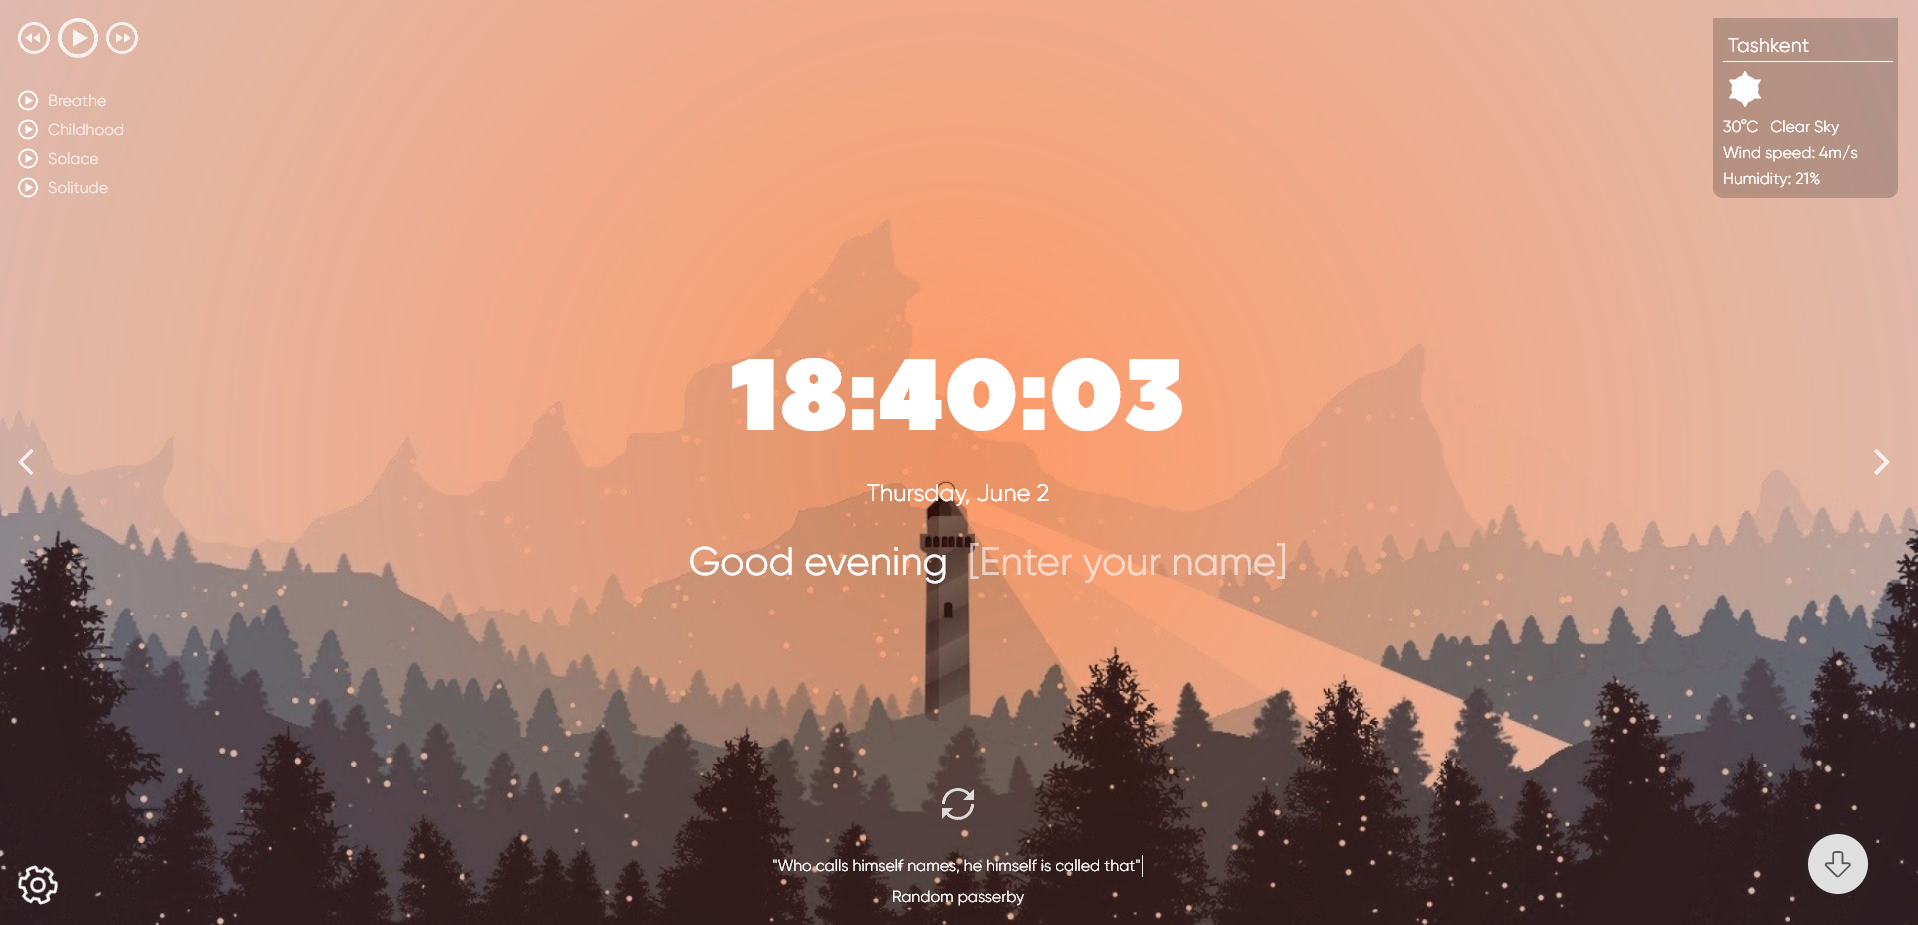 Breathe
Childhood
Solace
Solitude
Tashkent
30°C Clear Sky
Wind speed: 4m/s
Humidity: 21%
18:40:03
Thursday, June 2
Good evening [Enter your name]
"Who calls himself names, he himself is called that"
Random passerby